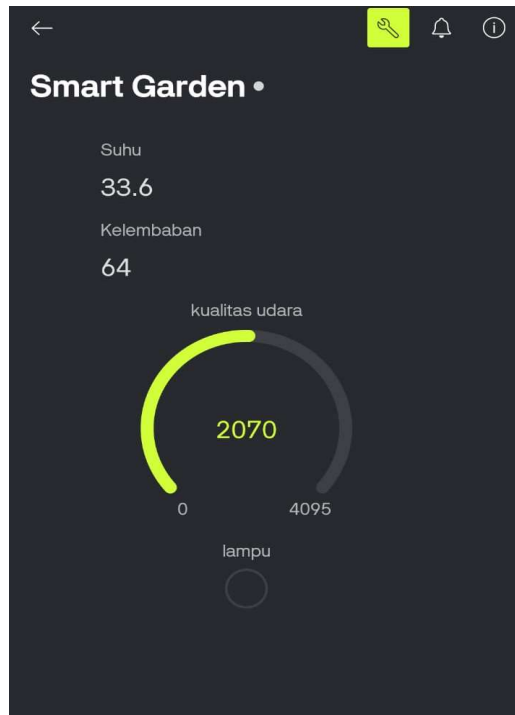 Smart Garden
Suhu
33.6
Kelembaban
64
kualitas udara
2070
0 4095
lampu